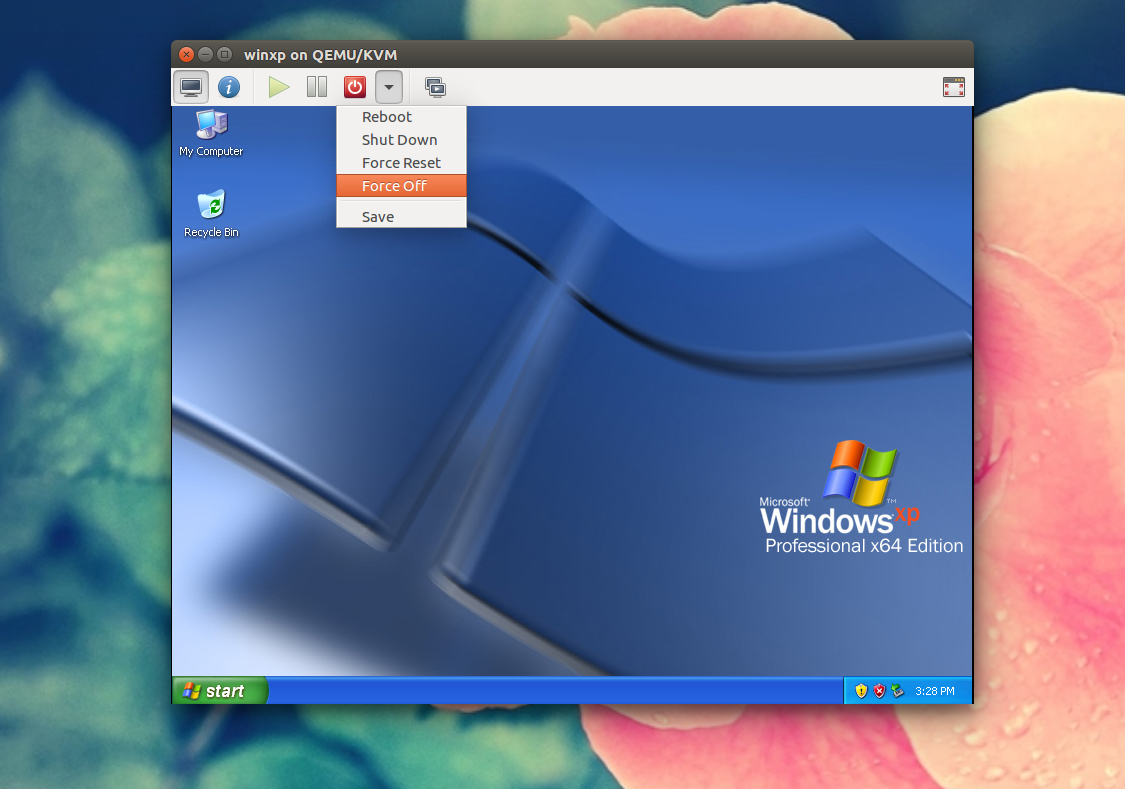 winxp on QEMU/KVM
Reboot
Shut Down
Force Reset
Force Off
Save
My Computer
Recycle Bin
Microsoft®
Windows xp™
Professional x64 Edition
start
3:28 PM